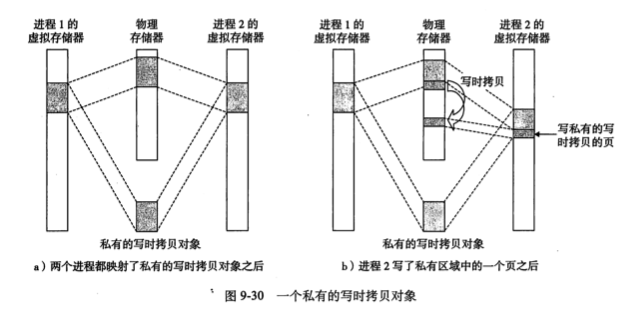 进程 1 的 物理 进程 2 的
虚拟存储器 存储器 虚拟存储器
私有的写时拷贝对象
a）两个进程都映射了私有的写时拷贝对象之后
进程 1 的 物理 进程 2 的
虚拟存储器 存储器 虚拟存储器
写时拷贝
写私有的写
时拷贝的页
私有的写时拷贝对象
b）进程 2 写了私有区域中的一个页之后
图 9-30 一个私有的写时拷贝对象